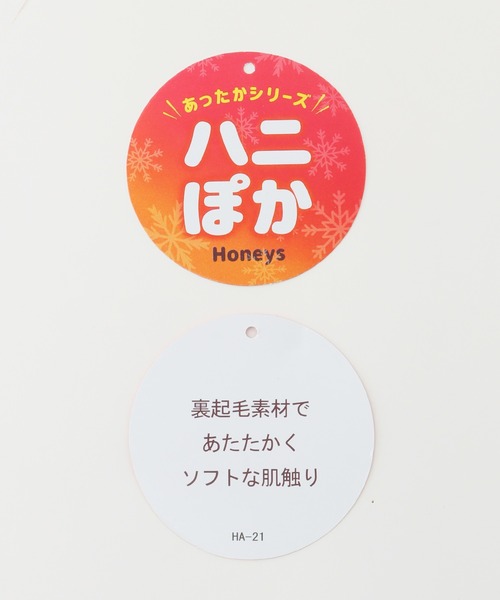 あったかシリーズ
ハニ
ぽか
Honeys
裏起毛素材で
あたたかく
ソフトな肌触り
HA-21